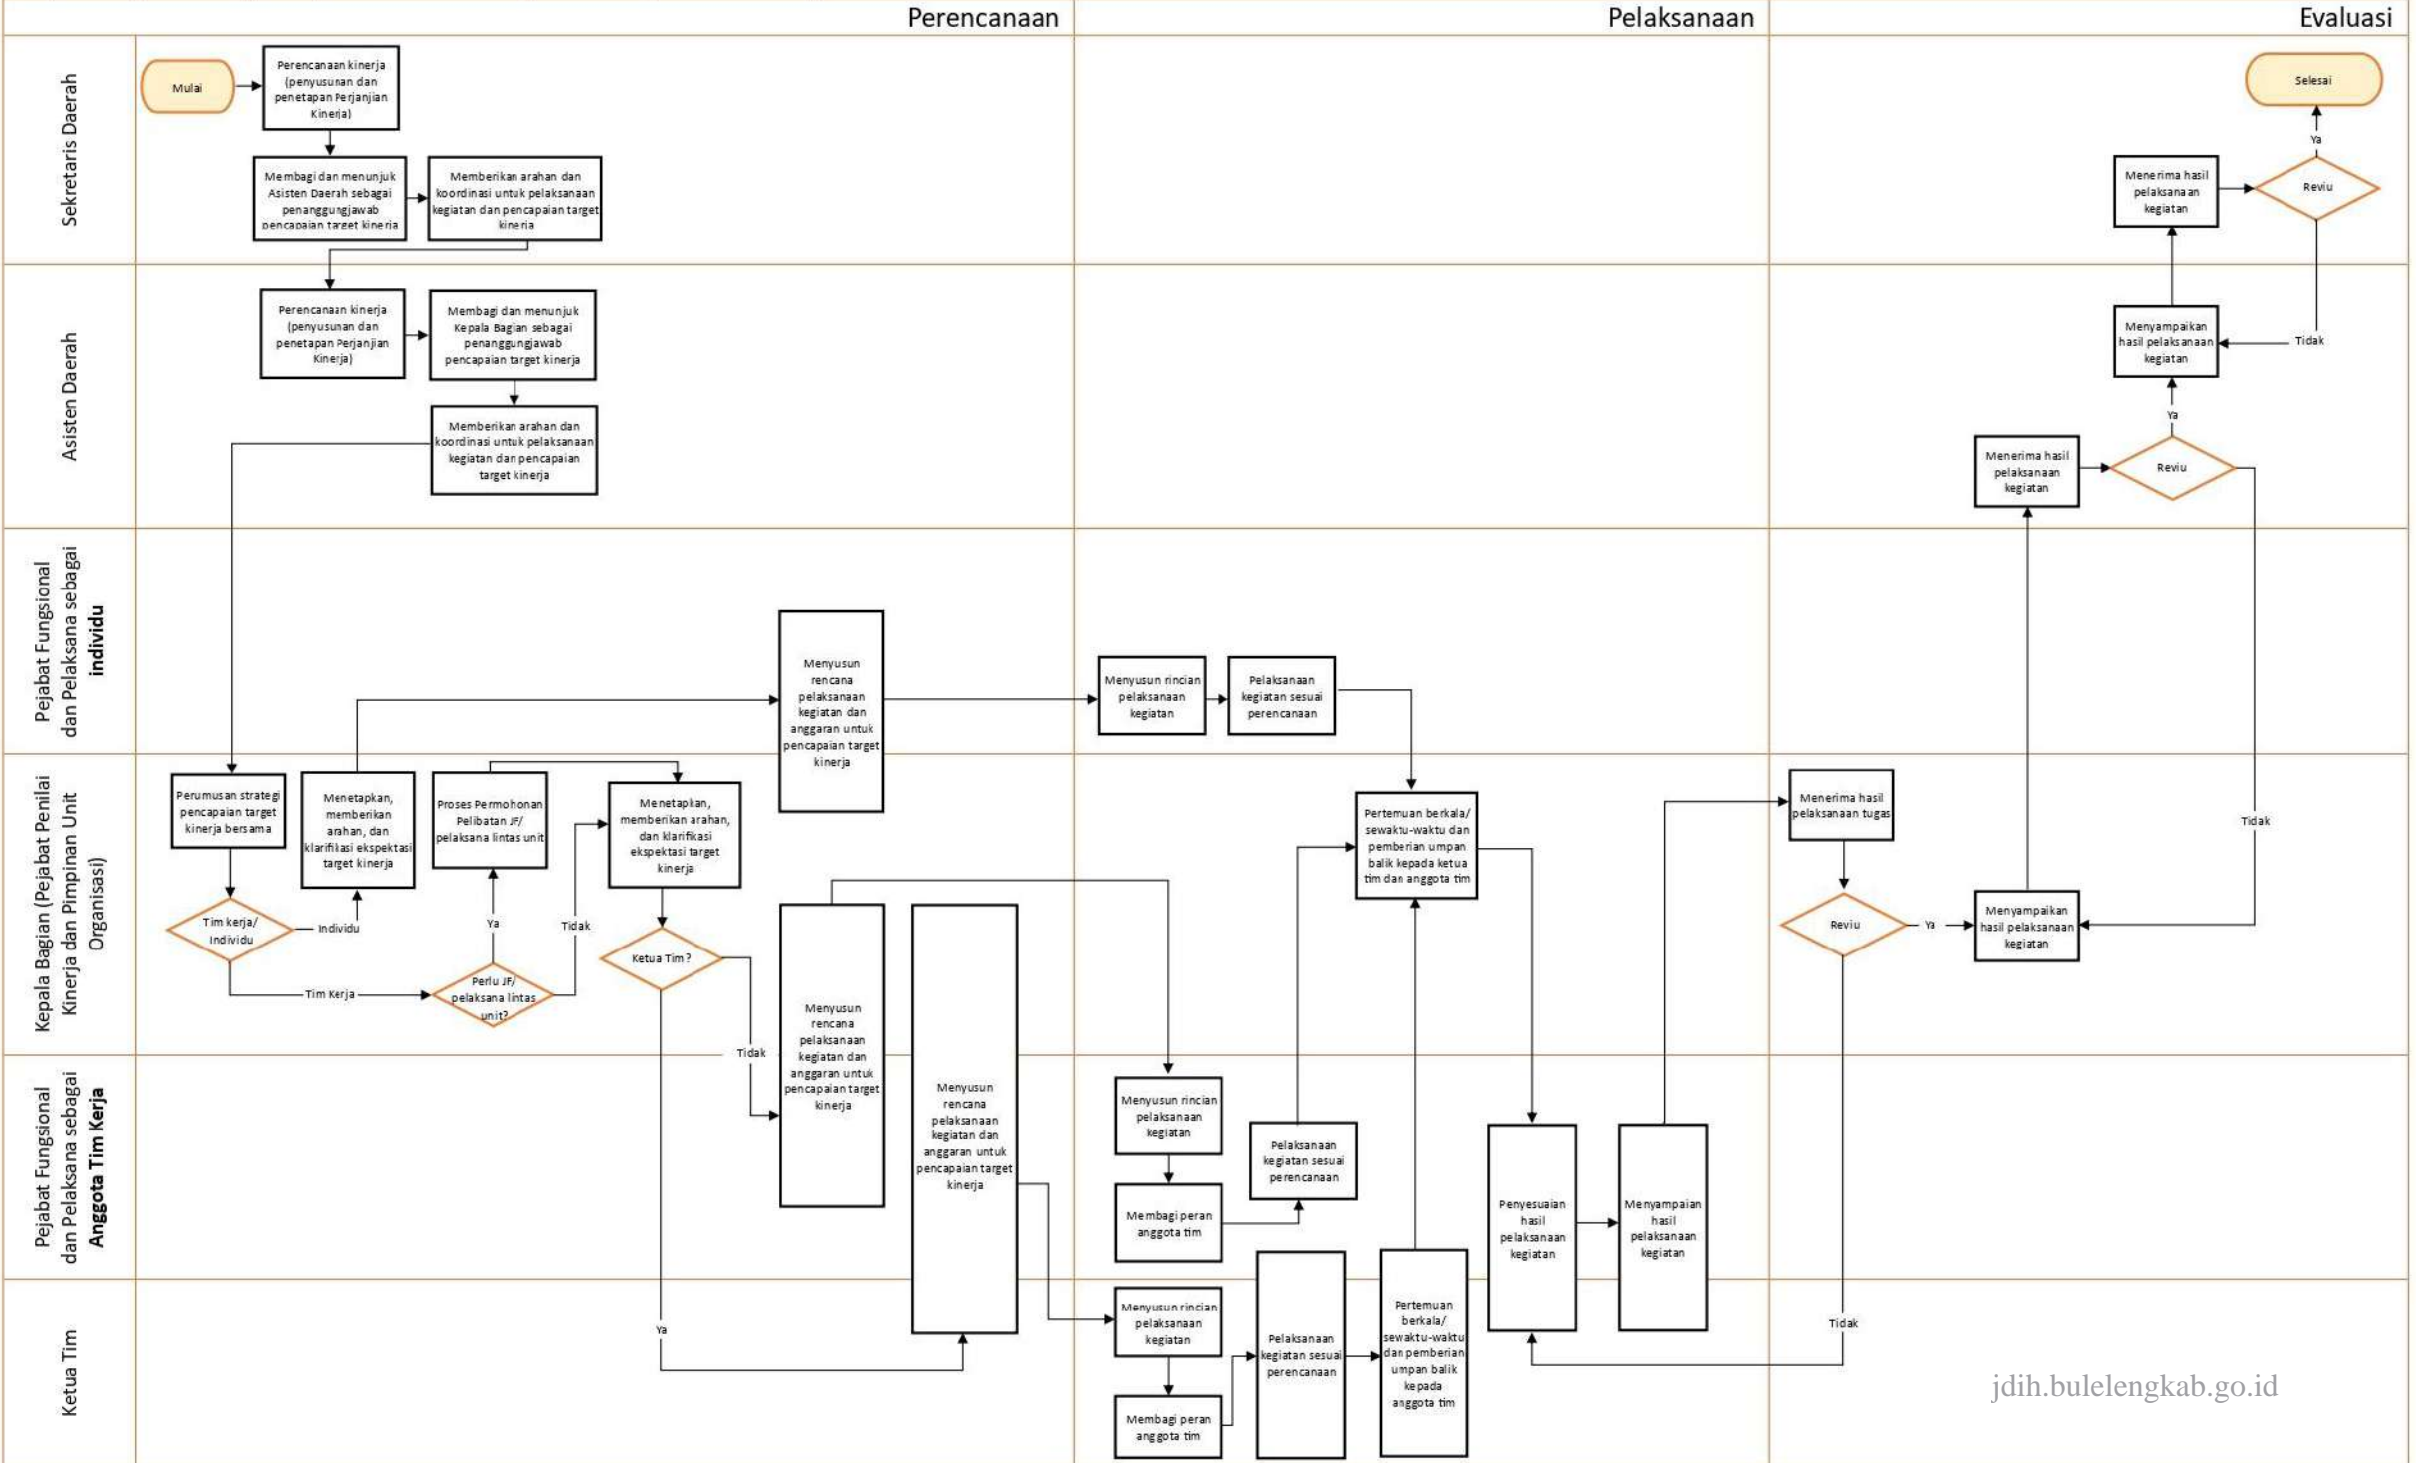 Perencanaan
Pelaksanaan
Evaluasi
Sekretaris Daerah
Mulai
Perencanaan kinerja
(penyusunan dan
penetapan Perjanjian
Kinerja)
Membagi dan menunjuk
Asisten Daerah sebagai
penanggungjawab
pencapaian target kinerja
Memberikan arahan dan
koordinasi untuk pelaksanaan
kegiatan dan pencapaian target
kinerja
Menerima hasil
pelaksanaan
kegiatan
Reviu
Ya
Selesai
Tidak
Asisten Daerah
Perencanaan kinerja
(penyusunan dan
penetapan Perjanjian
Kinerja)
Membagi dan menunjuk
Kepala Bagian sebagai
penanggungjawab
pencapaian target kinerja
Memberikan arahan dan
koordinasi untuk pelaksanaan
kegiatan dan pencapaian
target kinerja
Menyampaikan
hasil pelaksanaan
kegiatan
Ya
Menerima hasil
pelaksanaan
kegiatan
Reviu
Tidak
Pejabat Fungsional
dan Pelaksana sebagai
individu
Menyusun
rencana
pelaksanaan
kegiatan dan
anggaran untuk
pencapaian target
kinerja
Menyusun rincian
pelaksanaan
kegiatan
Pelaksanaan
kegiatan sesuai
perencanaan
Kepala Bagian (Pejabat Penilai
Kinerja dan Pimpinan Unit
Organisasi)
Perumusan strategi
pencapaian target
kinerja bersama
Tim kerja/
Individu
Individu
Tim Kerja
Menetapkan,
memberikan
arahan, dan
klarifikasi ekspektasi
target kinerja
Proses Permohonan
Pelibatan JF/
pelaksana lintas unit
Ya
Perlu JF/
pelaksana lintas
unit?
Tidak
Menetapkan,
memberikan arahan,
dan klarifikasi
ekspektasi target
kinerja
Ketua Tim?
Tidak
Ya
Menyusun
rencana
pelaksanaan
kegiatan dan
anggaran untuk
pencapaian target
kinerja
Menyusun
rencana
pelaksanaan
kegiatan dan
anggaran untuk
pencapaian target
kinerja
Pertemuan berkala/
sewaktu-waktu dan
pemberian umpan
balik kepada ketua
tim dan anggota tim
Menerima hasil
pelaksanaan tugas
Reviu
Ya
Menyampaikan
hasil pelaksanaan
kegiatan
Tidak
Pejabat Fungsional
dan Pelaksana sebagai
Anggota Tim Kerja
Menyusun rincian
pelaksanaan
kegiatan
Membagi peran
anggota tim
Pelaksanaan
kegiatan sesuai
perencanaan
Penyesuaian
hasil
pelaksanaan
kegiatan
Menyampaian
hasil
pelaksanaan
kegiatan
Ketua Tim
Menyusun rincian
pelaksanaan
kegiatan
Membagi peran
anggota tim
Pelaksanaan
kegiatan sesuai
perencanaan
Pertemuan
berkala/
sewaktu-waktu
dan pemberian
umpan balik
kepada
anggota tim
jdih.bulelengkab.go.id